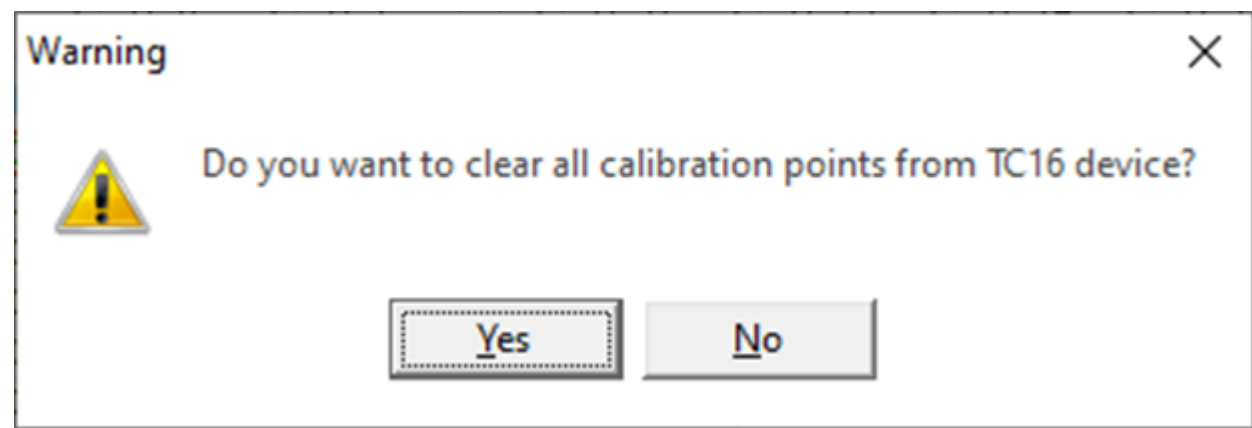 Warning
Do you want to clear all calibration points from TC16 device?
Yes
No